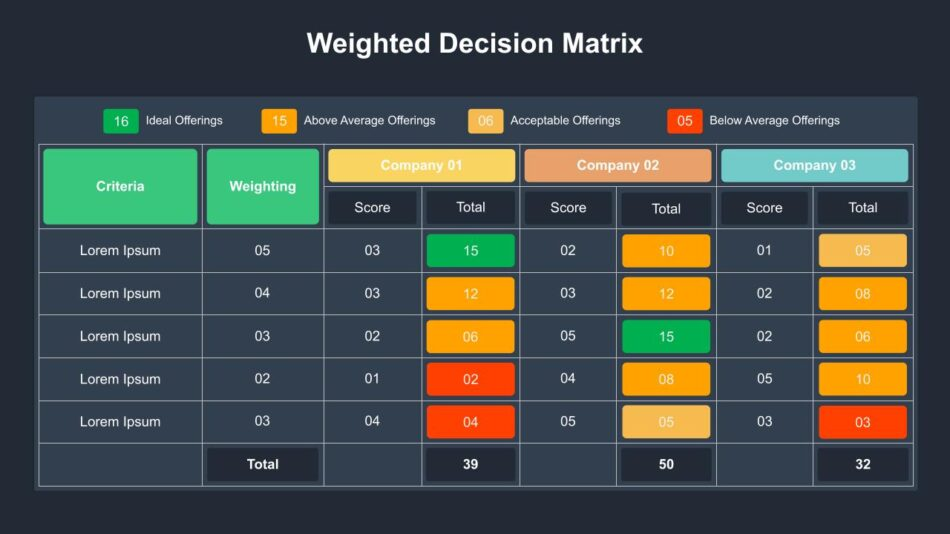 Weighted Decision Matrix
16 Ideal Offerings 15 Above Average Offerings 06 Acceptable Offerings 05 Below Average Offerings
Criteria Weighting Company 01 Company 02 Company 03
Score Total Score Total Score Total
Lorem Ipsum 05 03 15 02 10 01 05
Lorem Ipsum 04 03 12 03 12 02 08
Lorem Ipsum 03 02 06 05 15 02 06
Lorem Ipsum 02 01 02 04 08 05 10
Lorem Ipsum 03 04 04 05 05 03 03
Total 39 50 32